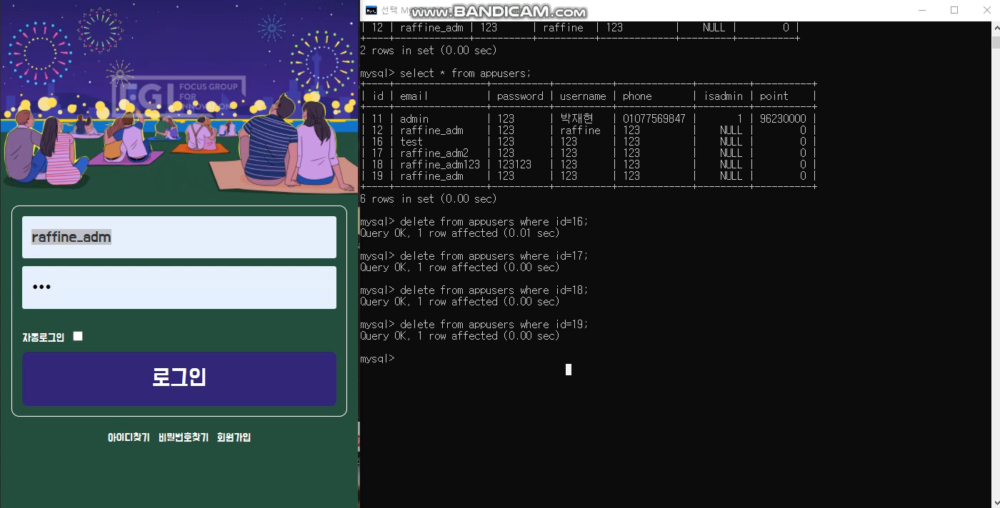 FGI FOCUS GROUP
FOR
INNOVATION
raffine_adm
•••
자동로그인
로그인
아이디찾기 비밀번호찾기 회원가입
선택 M
www.BANDICAM.com
| 12 | raffine_adm | 123 | raffine | 123 | NULL | 0 |
+----+-------------+----------+----------+-------------+---------+----------+
2 rows in set (0.00 sec)
mysql> select * from appusers;
+----+----------------+----------+----------+-------------+---------+----------+
| id | email | password | username | phone | isadmin | point
+----+----------------+----------+----------+-------------+---------+----------+
| 11 | admin | 123 | 박재현 | 01077569847 | 1 | 96230000 |
| 12 | raffine_adm | 123 | raffine | 123 | NULL | 0 |
| 16 | test | 123 | 123 | 123 | NULL | 0 |
| 17 | raffine_adm2 | 123 | 123 | 123 | NULL | 0 |
| 18 | raffine_adm123 | 123123 | 123 | 123 | NULL | 0 |
| 19 | raffine_adm | 123 | 123 | 123 | NULL | 0 |
+----+----------------+----------+----------+-------------+---------+----------+
6 rows in set (0.00 sec)
mysql> delete from appusers where id=16;
Query OK, 1 row affected (0.01 sec)
mysql> delete from appusers where id=17;
Query OK, 1 row affected (0.00 sec)
mysql> delete from appusers where id=18;
Query OK, 1 row affected (0.00 sec)
mysql> delete from appusers where id=19;
Query OK, 1 row affected (0.00 sec)
mysql>